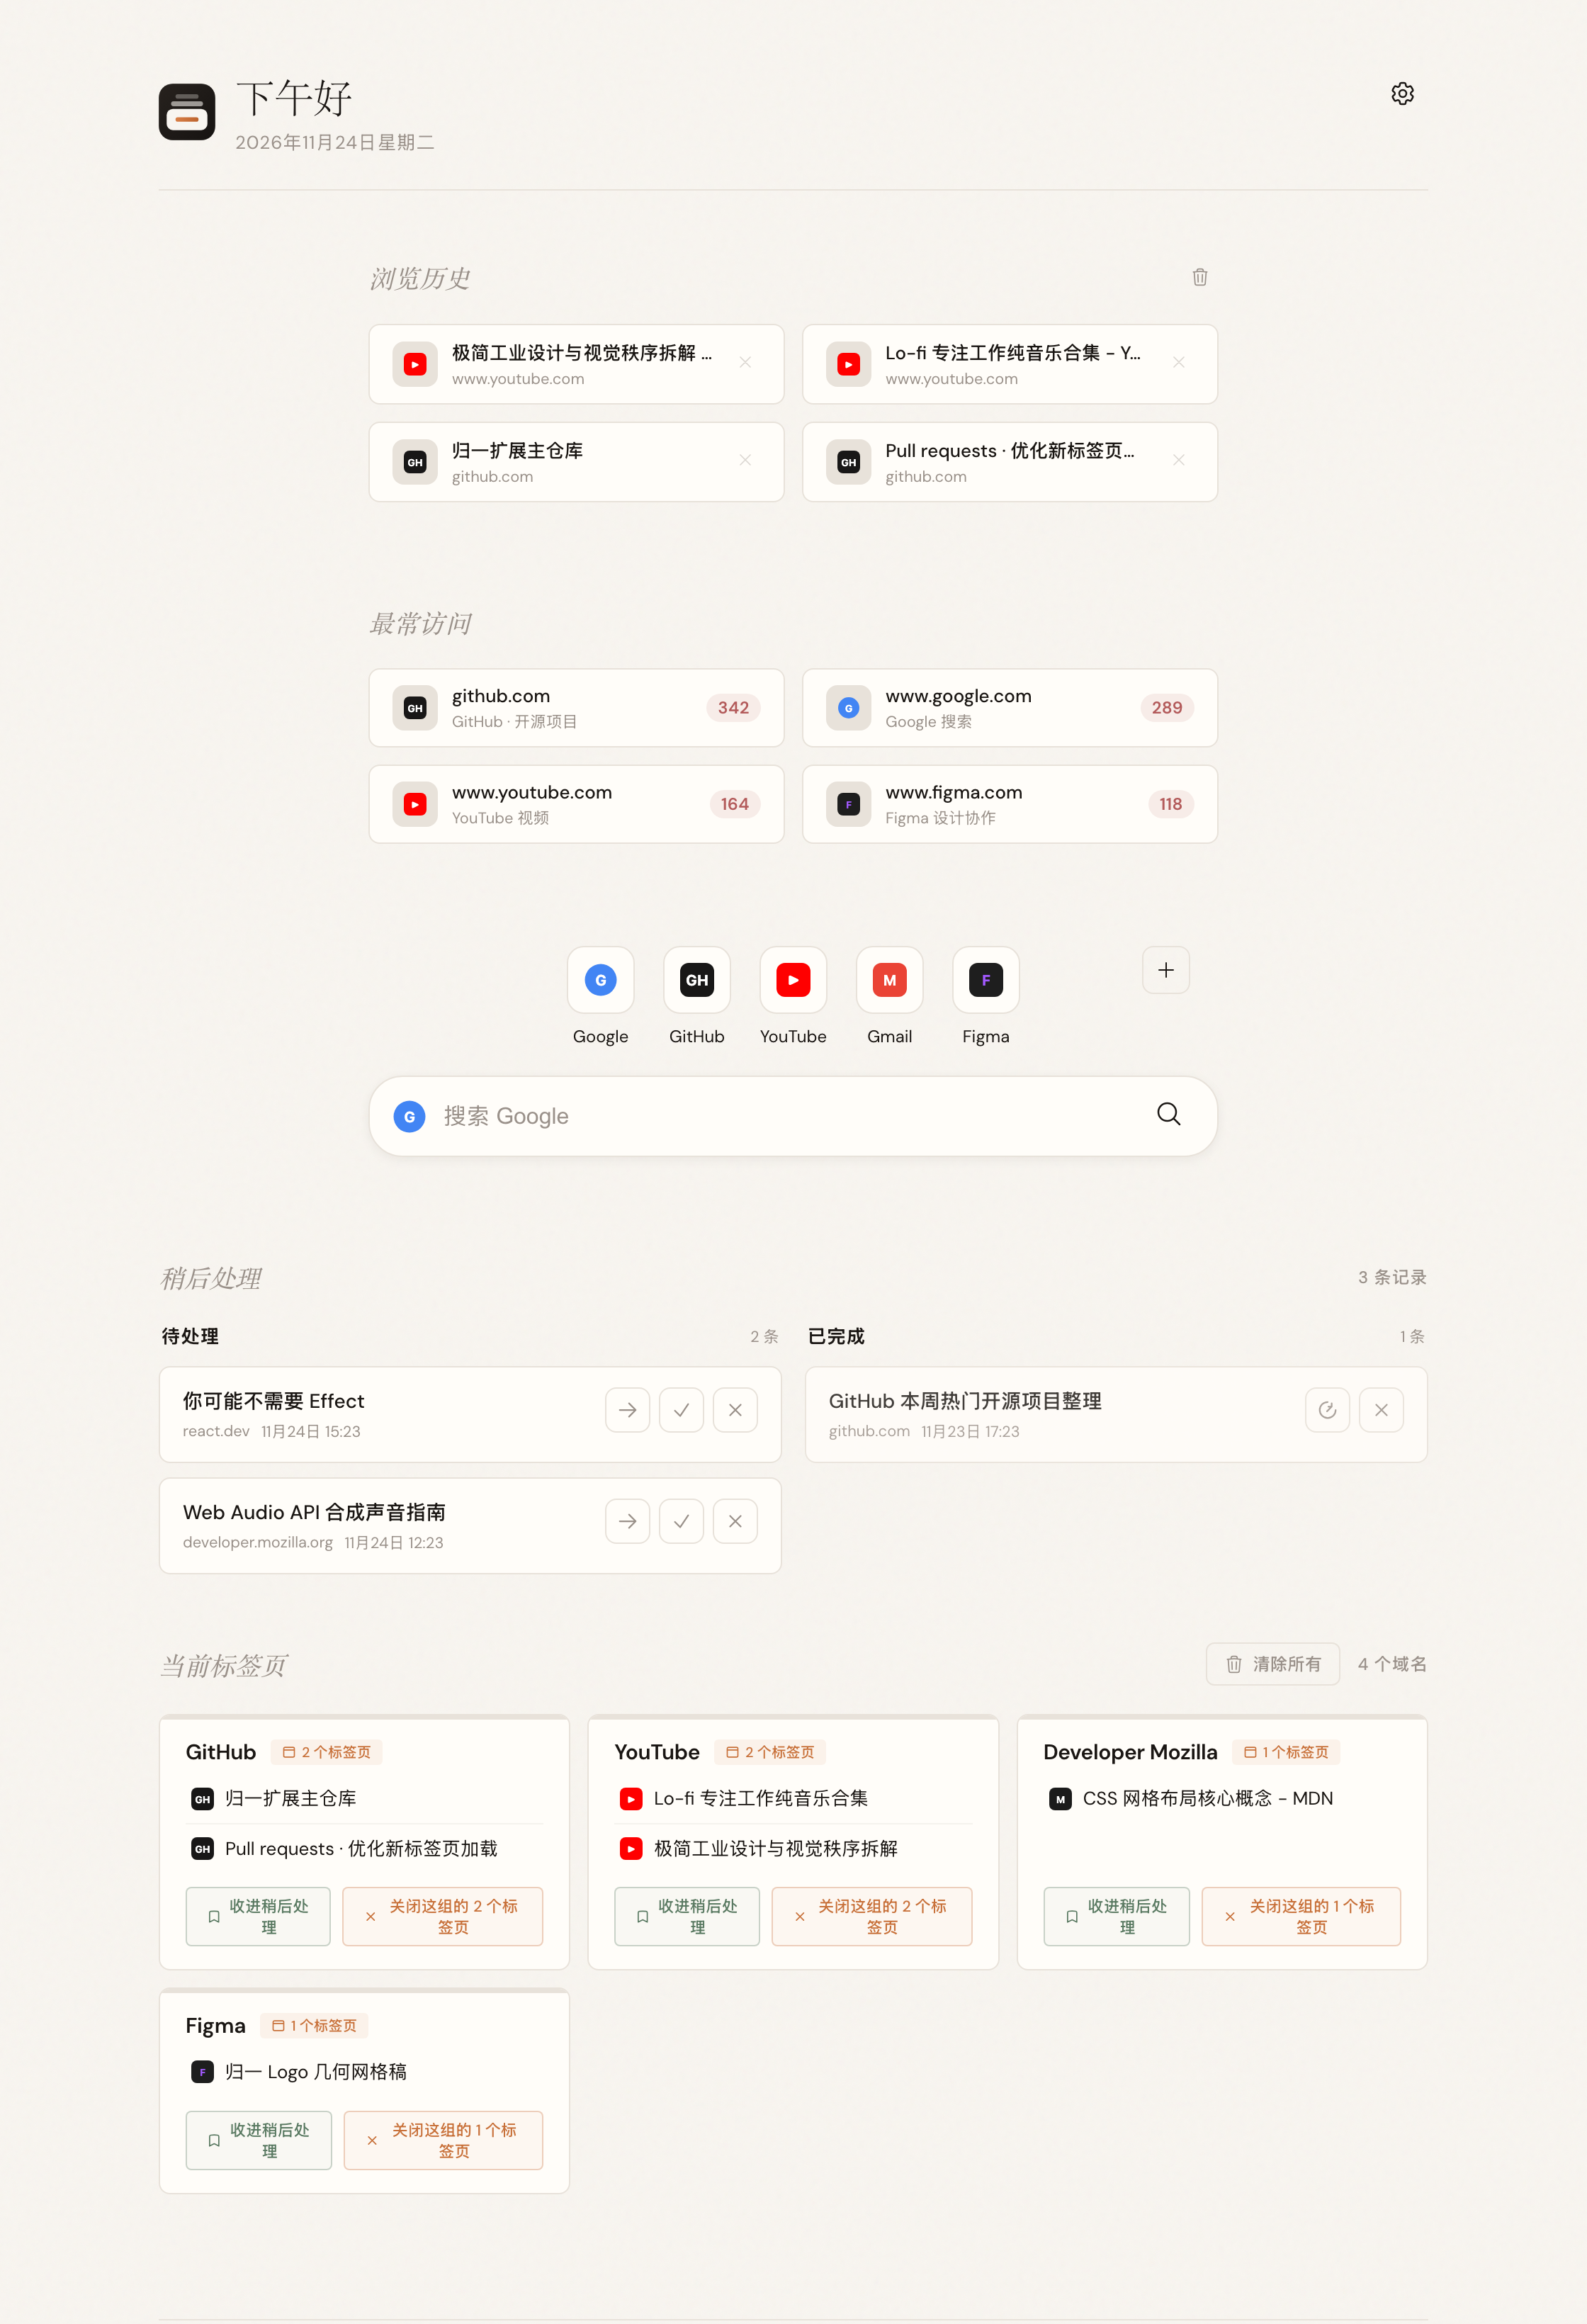 下午好
2026年11月24日星期二
浏览历史
极简工业设计与视觉秩序拆解 ...
www.youtube.com
Lo-fi 专注工作纯音乐合集 - Y...
www.youtube.com
GH
归一扩展主仓库
github.com
GH
Pull requests · 优化新标签页...
github.com
最常访问
GH
github.com
342
GitHub · 开源项目
G
www.google.com
289
Google 搜索
www.youtube.com
164
YouTube 视频
F
www.figma.com
118
Figma 设计协作
G
GH
M
F
Google
GitHub
YouTube
Gmail
Figma
G
搜索 Google
稍后处理
3 条记录
待处理
2 条
你可能不需要 Effect
react.dev 11月24日 15:23
Web Audio API 合成声音指南
developer.mozilla.org 11月24日 12:23
已完成
1 条
GitHub 本周热门开源项目整理
github.com 11月23日 17:23
当前标签页
清除所有
4 个域名
GitHub
2 个标签页
GH
归一扩展主仓库
GH
Pull requests · 优化新标签页加载
收进稍后处
理
关闭这组的 2 个标
签页
YouTube
2 个标签页
Lo-fi 专注工作纯音乐合集
极简工业设计与视觉秩序拆解
收进稍后处
理
关闭这组的 2 个标
签页
Developer Mozilla
1 个标签页
M
CSS 网格布局核心概念 - MDN
收进稍后处
理
关闭这组的 1 个标
签页
Figma
1 个标签页
F
归一 Logo 几何网格稿
收进稍后处
理
关闭这组的 1 个标
签页